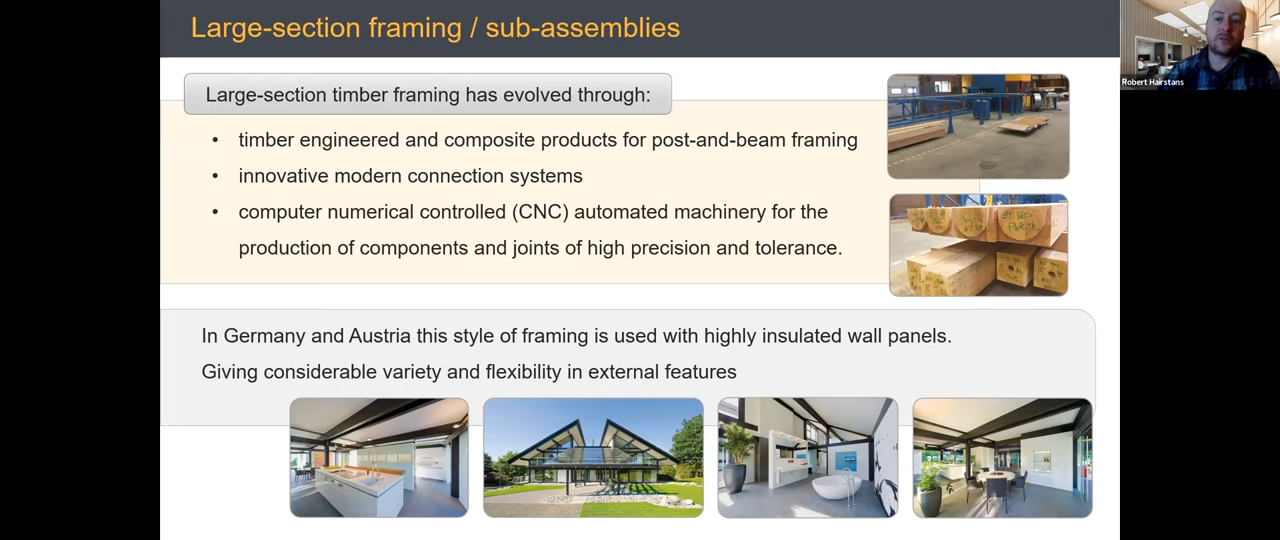 Large-section framing / sub-assemblies
Robert Hairstans
Large-section timber framing has evolved through:
• timber engineered and composite products for post-and-beam framing
• innovative modern connection systems
• computer numerical controlled (CNC) automated machinery for the
production of components and joints of high precision and tolerance.
In Germany and Austria this style of framing is used with highly insulated wall panels.
Giving considerable variety and flexibility in external features